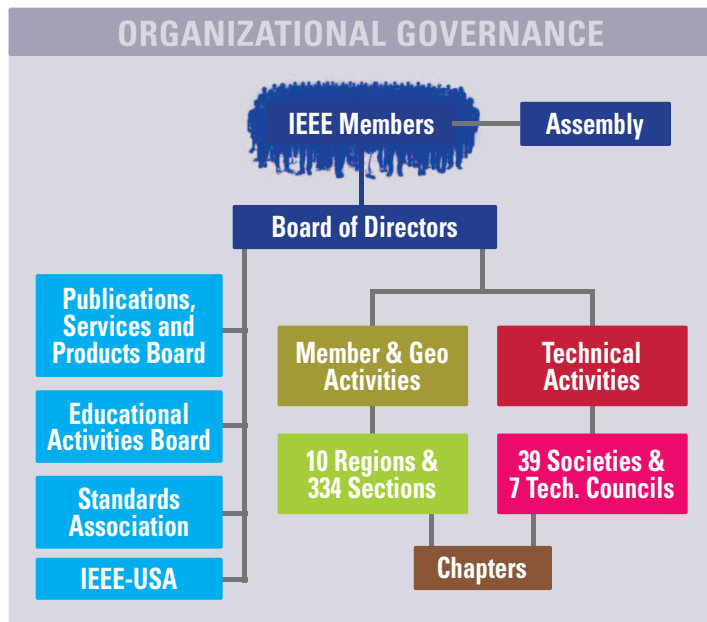 ORGANIZATIONAL GOVERNANCE
IEEE Members
Assembly
Board of Directors
Publications,
Services and
Products Board
Educational
Activities Board
Standards
Association
IEEE-USA
Member & Geo
Activities
Technical
Activities
10 Regions &
334 Sections
39 Societies &
7 Tech. Councils
Chapters